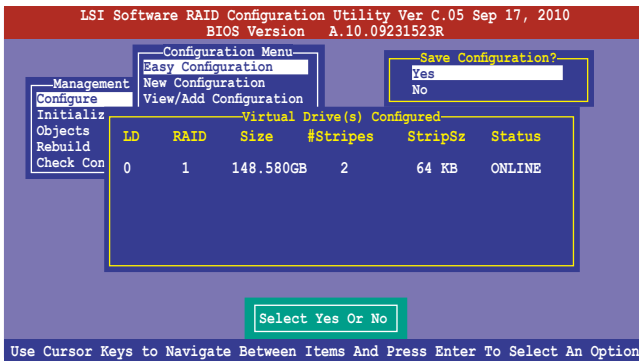 LSI Software RAID Configuration Utility Ver C.05 Sep 17, 2010
BIOS Version A.10.09231523R
Configuration Menu
Easy Configuration
New Configuration
View/Add Configuration
Save Configuration?
Yes
No
Management
Configure
Initializ
Objects
Rebuild
Check Con
Virtual Drive(s) Configured
LD RAID Size #Stripes StripSz Status
0 1 148.580GB 2 64 KB ONLINE
Select Yes Or No
Use Cursor Keys to Navigate Between Items And Press Enter To Select An Option